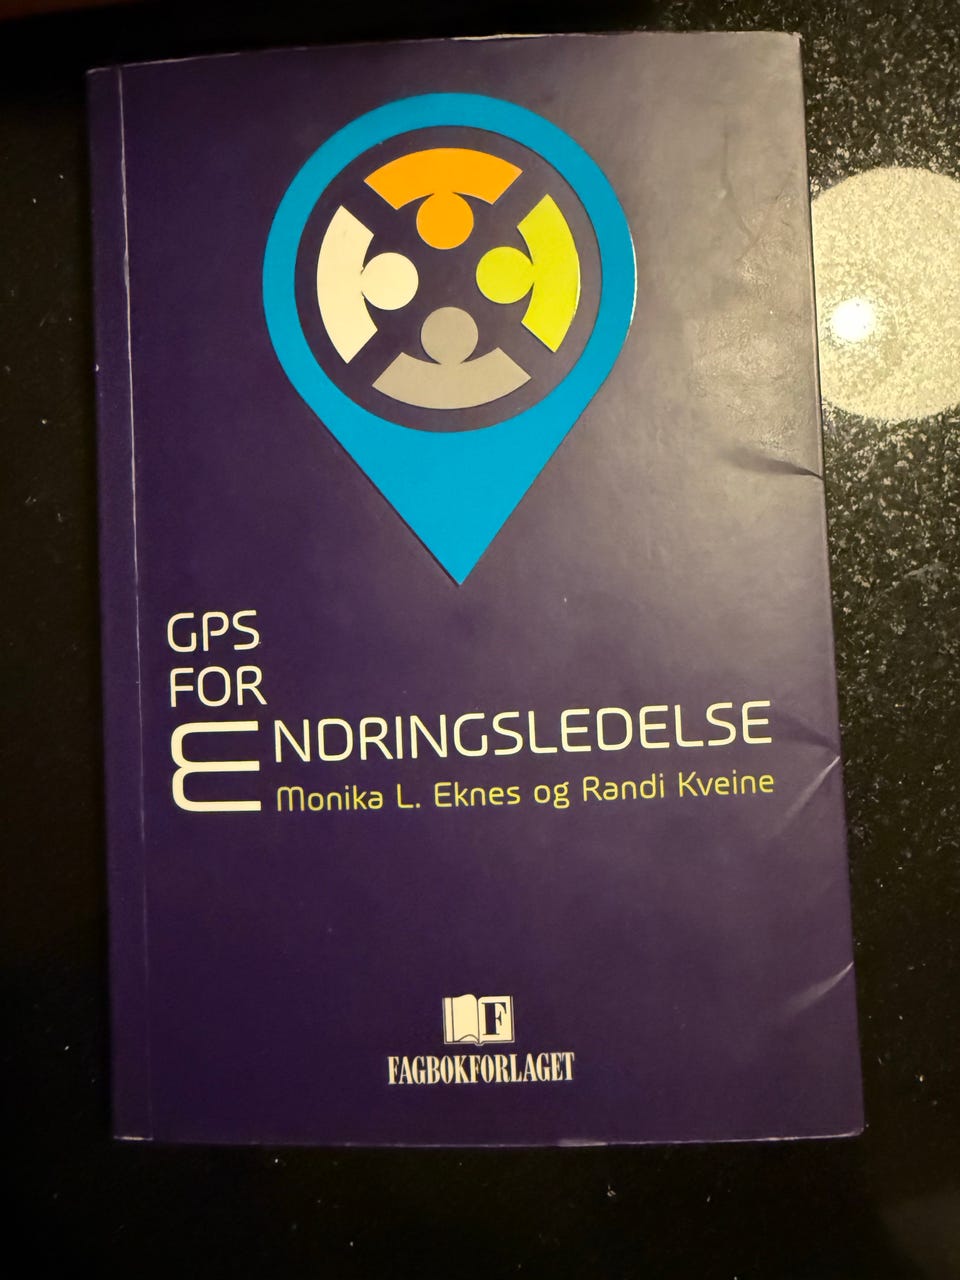 GPS
FOR
ENDRINGSLEDELSE
Monika L. Eknes og Randi Kveine
F
FAGBOKFORLAGET